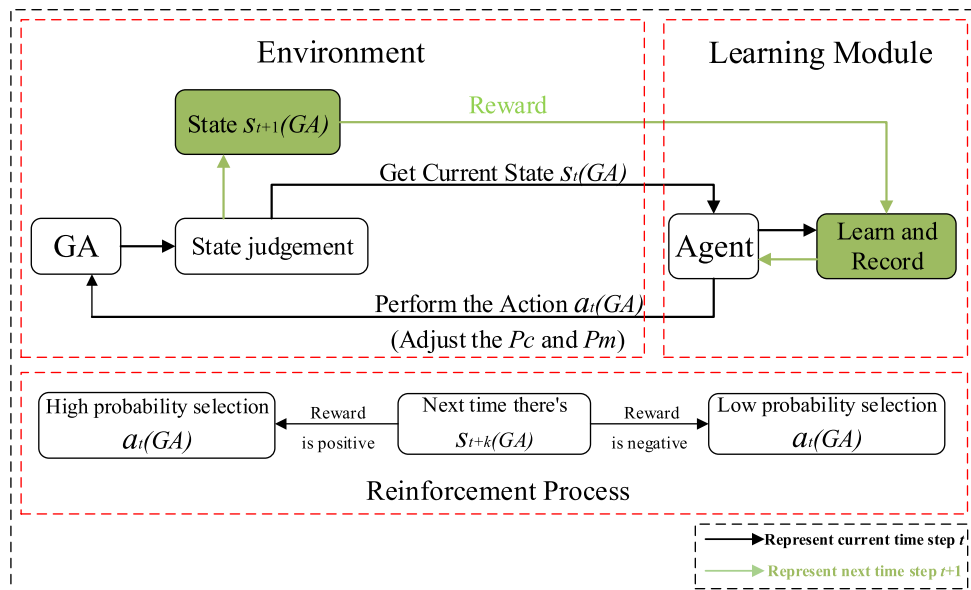 Environment
Learning Module
State st+1(GA)
Reward
Get Current State st(GA)
GA
State judgement
Agent
Learn and
Record
Perform the Action at(GA)
(Adjust the Pc and Pm)
High probability selection
at(GA)
Reward
is positive
Next time there's
st+k(GA)
Reward
is negative
Low probability selection
at(GA)
Reinforcement Process
Represent current time step t
Represent next time step t+1